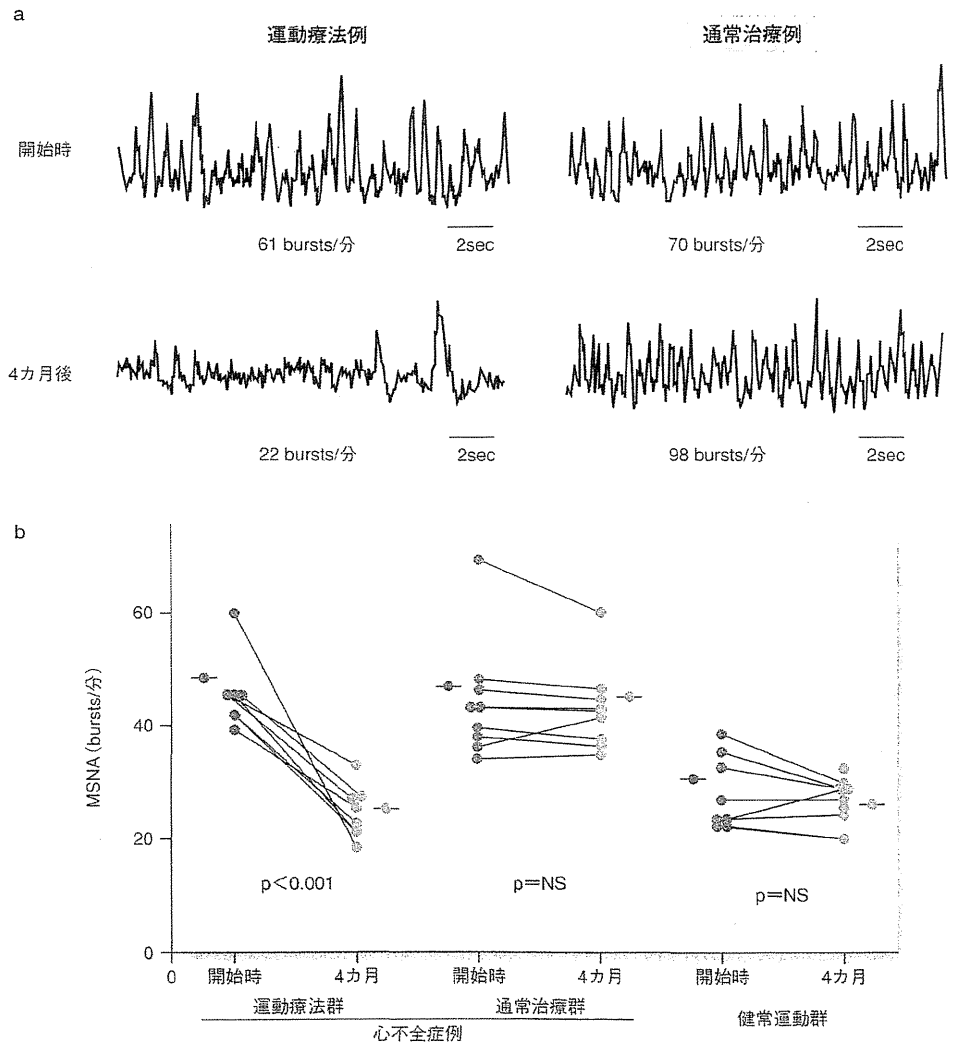 a
運動療法例 通常治療例
開始時
61 bursts/分 2sec 70 bursts/分 2sec
4カ月後
22 bursts/分 2sec 98 bursts/分 2sec
b
MSNA (bursts/分)
60
40
20
0
p<0.001 p=NS p=NS
0 開始時 4カ月 開始時 4カ月 開始時 4カ月
運動療法群 通常治療群 健常運動群
心不全症例